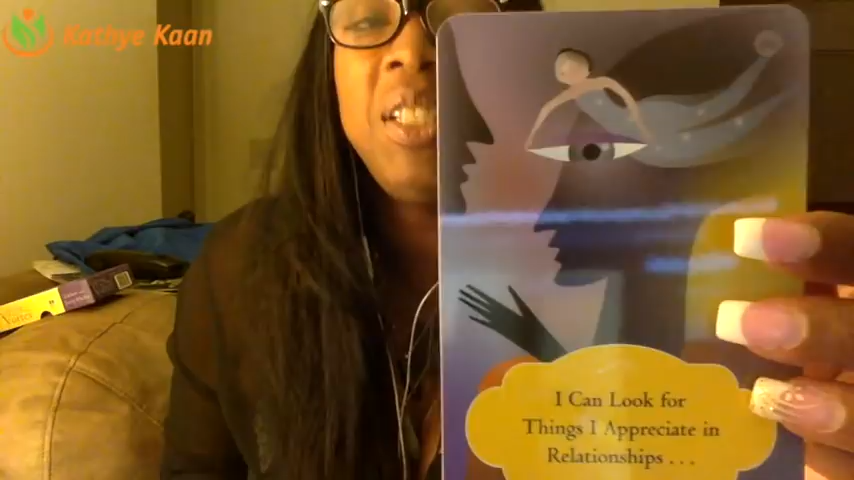 Kathye Kaan
I Can Look for
Things I Appreciate in
Relationships . . .